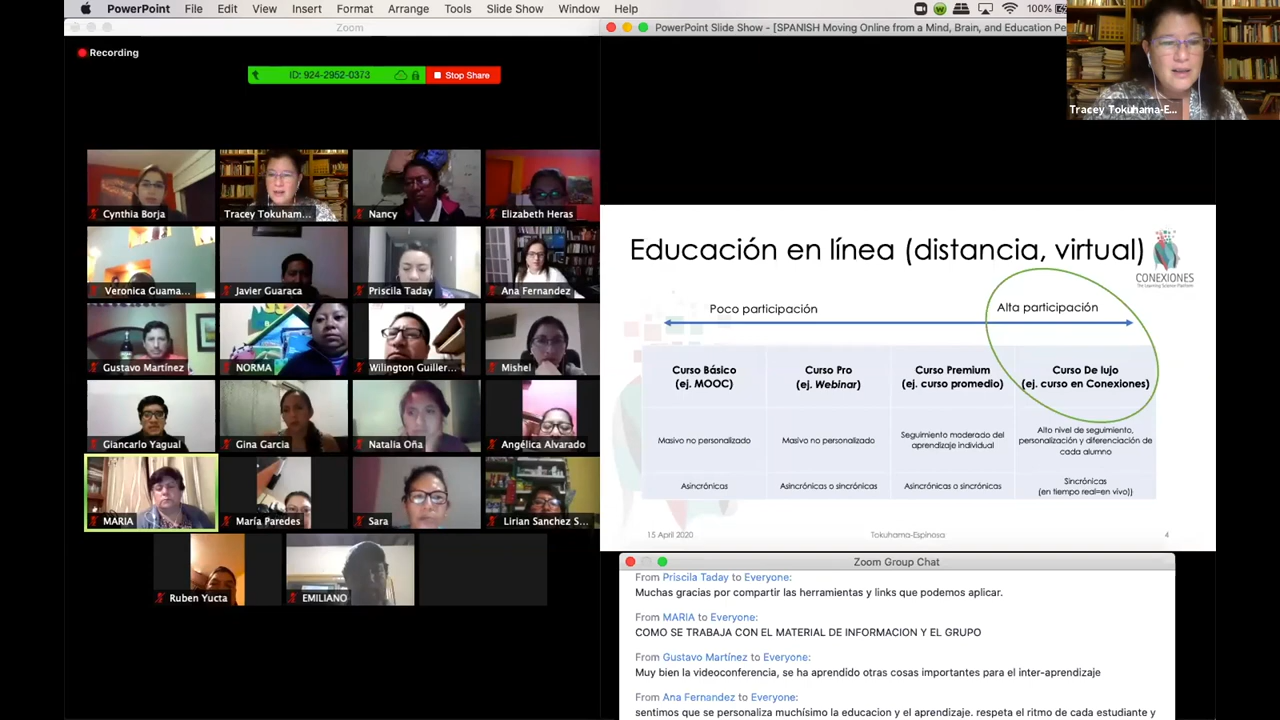 PowerPoint File Edit View Insert Format Arrange Tools Slide Show Window Help 100%
Zoom
PowerPoint Slide Show - [SPANISH Moving Online from a Mind, Brain, and Education Pe
Recording
ID: 924-2952-0373 Stop Share
Tracey Tokuhama-E...
Cynthia Borja
Tracey Tokuham...
Nancy
Elizabeth Heras
Veronica Guama...
Javier Guaraca
Priscila Taday
Ana Fernandez
Gustavo Martínez
NORMA
Wilington Guiller...
Mishel
Giancarlo Yagual
Gina Garcia
Natalia Oña
Angélica Alvarado
MARIA
María Paredes
Sara
Lirian Sanchez S...
Ruben Yucta
EMILIANO
Educación en línea (distancia, virtual)
CONEXIONES
The Learning Science Platform
Poco participación
Alta participación
Curso Básico
(ej. MOOC)
Curso Pro
(ej. Webinar)
Curso Premium
(ej. curso promedio)
Curso De lujo
(ej. curso en Conexiones)
Masivo no personalizado
Masivo no personalizado
Seguimiento moderado del
aprendizaje individual
Alto nivel de seguimiento,
personalización y diferenciación de
cada alumno
Asincrónicas
Asincrónicas o sincrónicas
Asincrónicas o sincrónicas
Sincrónicas
(en tiempo real=en vivo))
15 April 2020
Tokuhama-Espinosa
4
Zoom Group Chat
From Priscila Taday to Everyone:
Muchas gracias por compartir las herramientas y links que podemos aplicar.
From MARIA to Everyone:
COMO SE TRABAJA CON EL MATERIAL DE INFORMACION Y EL GRUPO
From Gustavo Martínez to Everyone:
Muy bien la videoconferencia, se ha aprendido otras cosas importantes para el inter-aprendizaje
From Ana Fernandez to Everyone:
sentimos que se personaliza muchísimo la educacion y el aprendizaje. respeta el ritmo de cada estudiante y